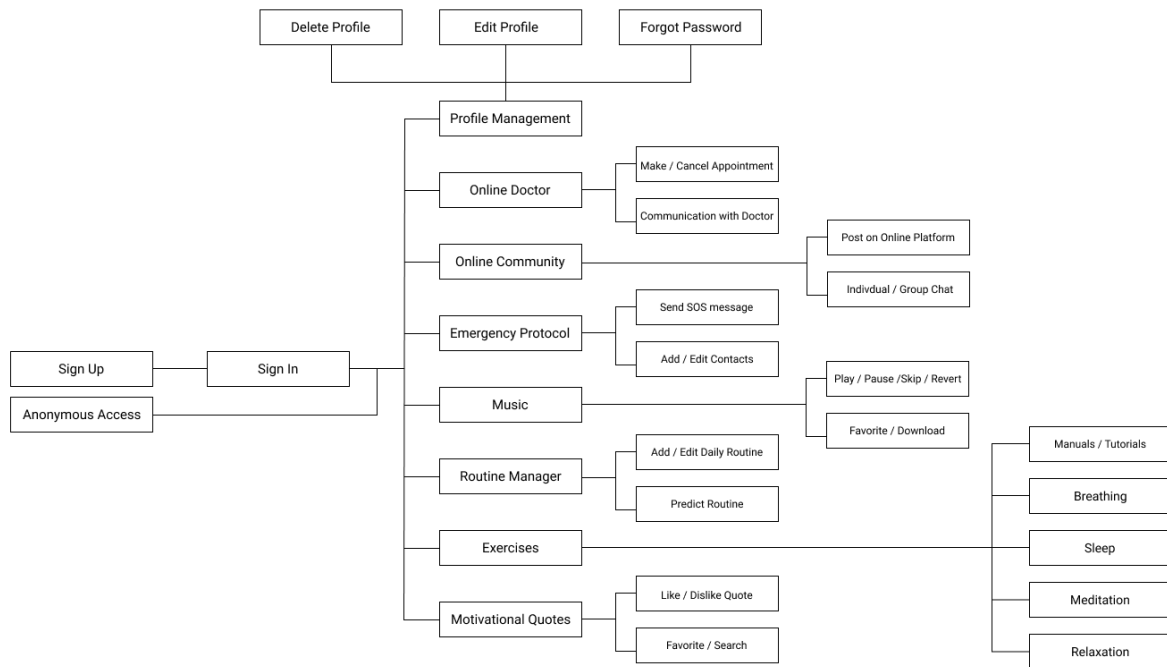 Delete Profile
Edit Profile
Forgot Password
Profile Management
Make / Cancel Appointment
Online Doctor
Communication with Doctor
Post on Online Platform
Online Community
Indivdual / Group Chat
Send SOS message
Emergency Protocol
Add / Edit Contacts
Sign Up
Sign In
Play / Pause /Skip / Revert
Anonymous Access
Music
Favorite / Download
Manuals / Tutorials
Add / Edit Daily Routine
Routine Manager
Predict Routine
Breathing
Exercises
Sleep
Like / Dislike Quote
Meditation
Motivational Quotes
Favorite / Search
Relaxation